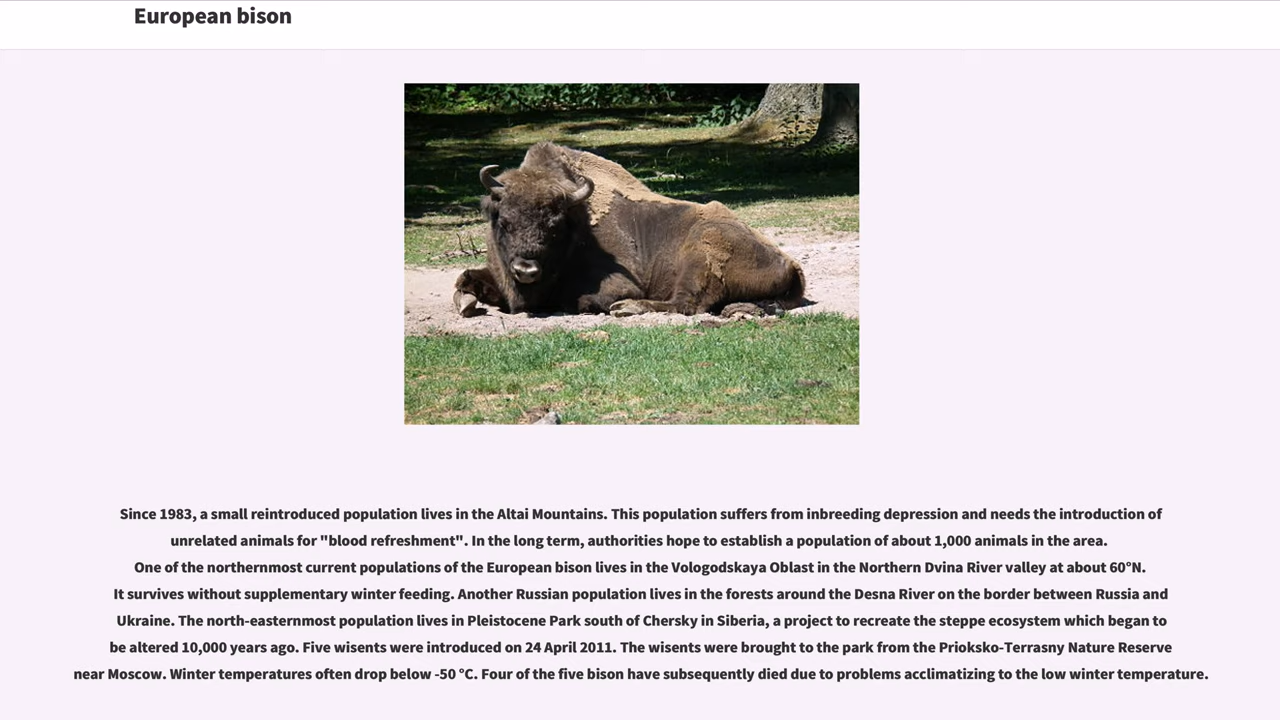 European bison
Since 1983, a small reintroduced population lives in the Altai Mountains. This population suffers from inbreeding depression and needs the introduction of
unrelated animals for "blood refreshment". In the long term, authorities hope to establish a population of about 1,000 animals in the area.
One of the northernmost current populations of the European bison lives in the Vologodskaya Oblast in the Northern Dvina River valley at about 60°N.
It survives without supplementary winter feeding. Another Russian population lives in the forests around the Desna River on the border between Russia and
Ukraine. The north-easternmost population lives in Pleistocene Park south of Chersky in Siberia, a project to recreate the steppe ecosystem which began to
be altered 10,000 years ago. Five wisents were introduced on 24 April 2011. The wisents were brought to the park from the Prioksko-Terrasny Nature Reserve
near Moscow. Winter temperatures often drop below -50 °C. Four of the five bison have subsequently died due to problems acclimatizing to the low winter temperature.